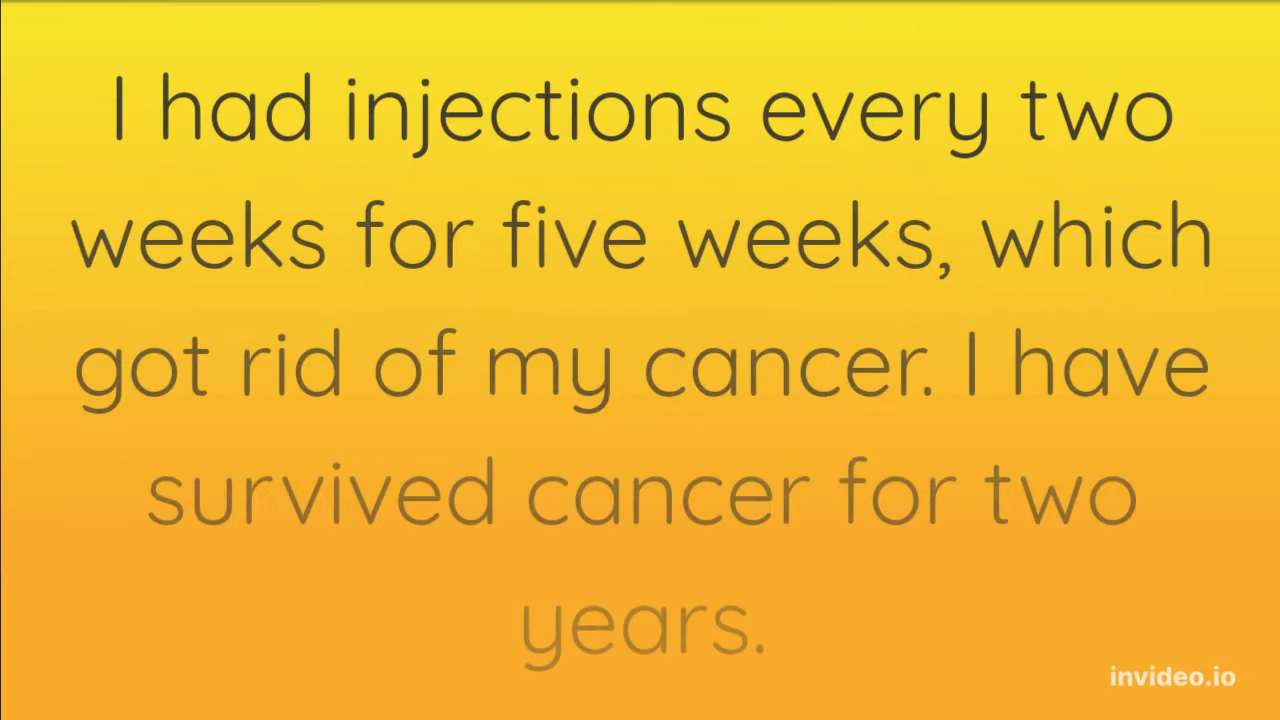 I had injections every two
weeks for five weeks, which
got rid of my cancer. I have
survived cancer for two
years.
invideo.io